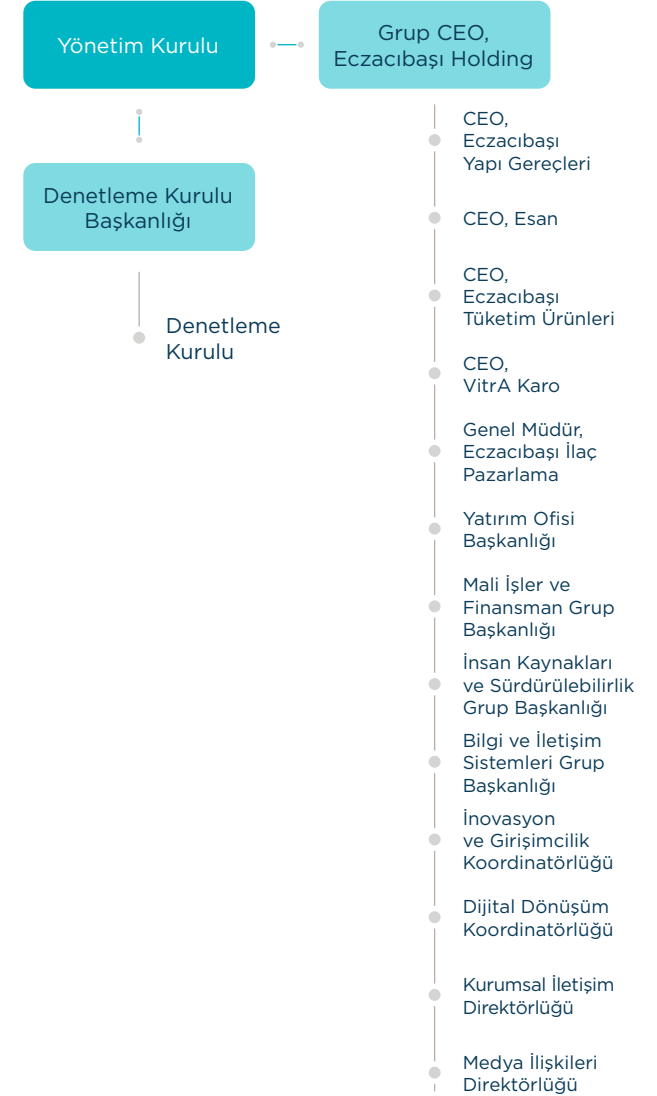 Yönetim Kurulu
Grup CEO,
Eczacıbaşı Holding
Denetleme Kurulu
Başkanlığı
Denetleme
Kurulu
CEO,
Eczacıbaşı
Yapı Gereçleri
CEO, Esan
CEO,
Eczacıbaşı
Tüketim Ürünleri
CEO,
VitrA Karo
Genel Müdür,
Eczacıbaşı İlaç
Pazarlama
Yatırım Ofisi
Başkanlığı
Mali İşler ve
Finansman Grup
Başkanlığı
İnsan Kaynakları
ve Sürdürülebilirlik
Grup Başkanlığı
Bilgi ve İletişim
Sistemleri Grup
Başkanlığı
İnovasyon
ve Girişimcilik
Koordinatörlüğü
Dijital Dönüşüm
Koordinatörlüğü
Kurumsal İletişim
Direktörlüğü
Medya İlişkileri
Direktörlüğü